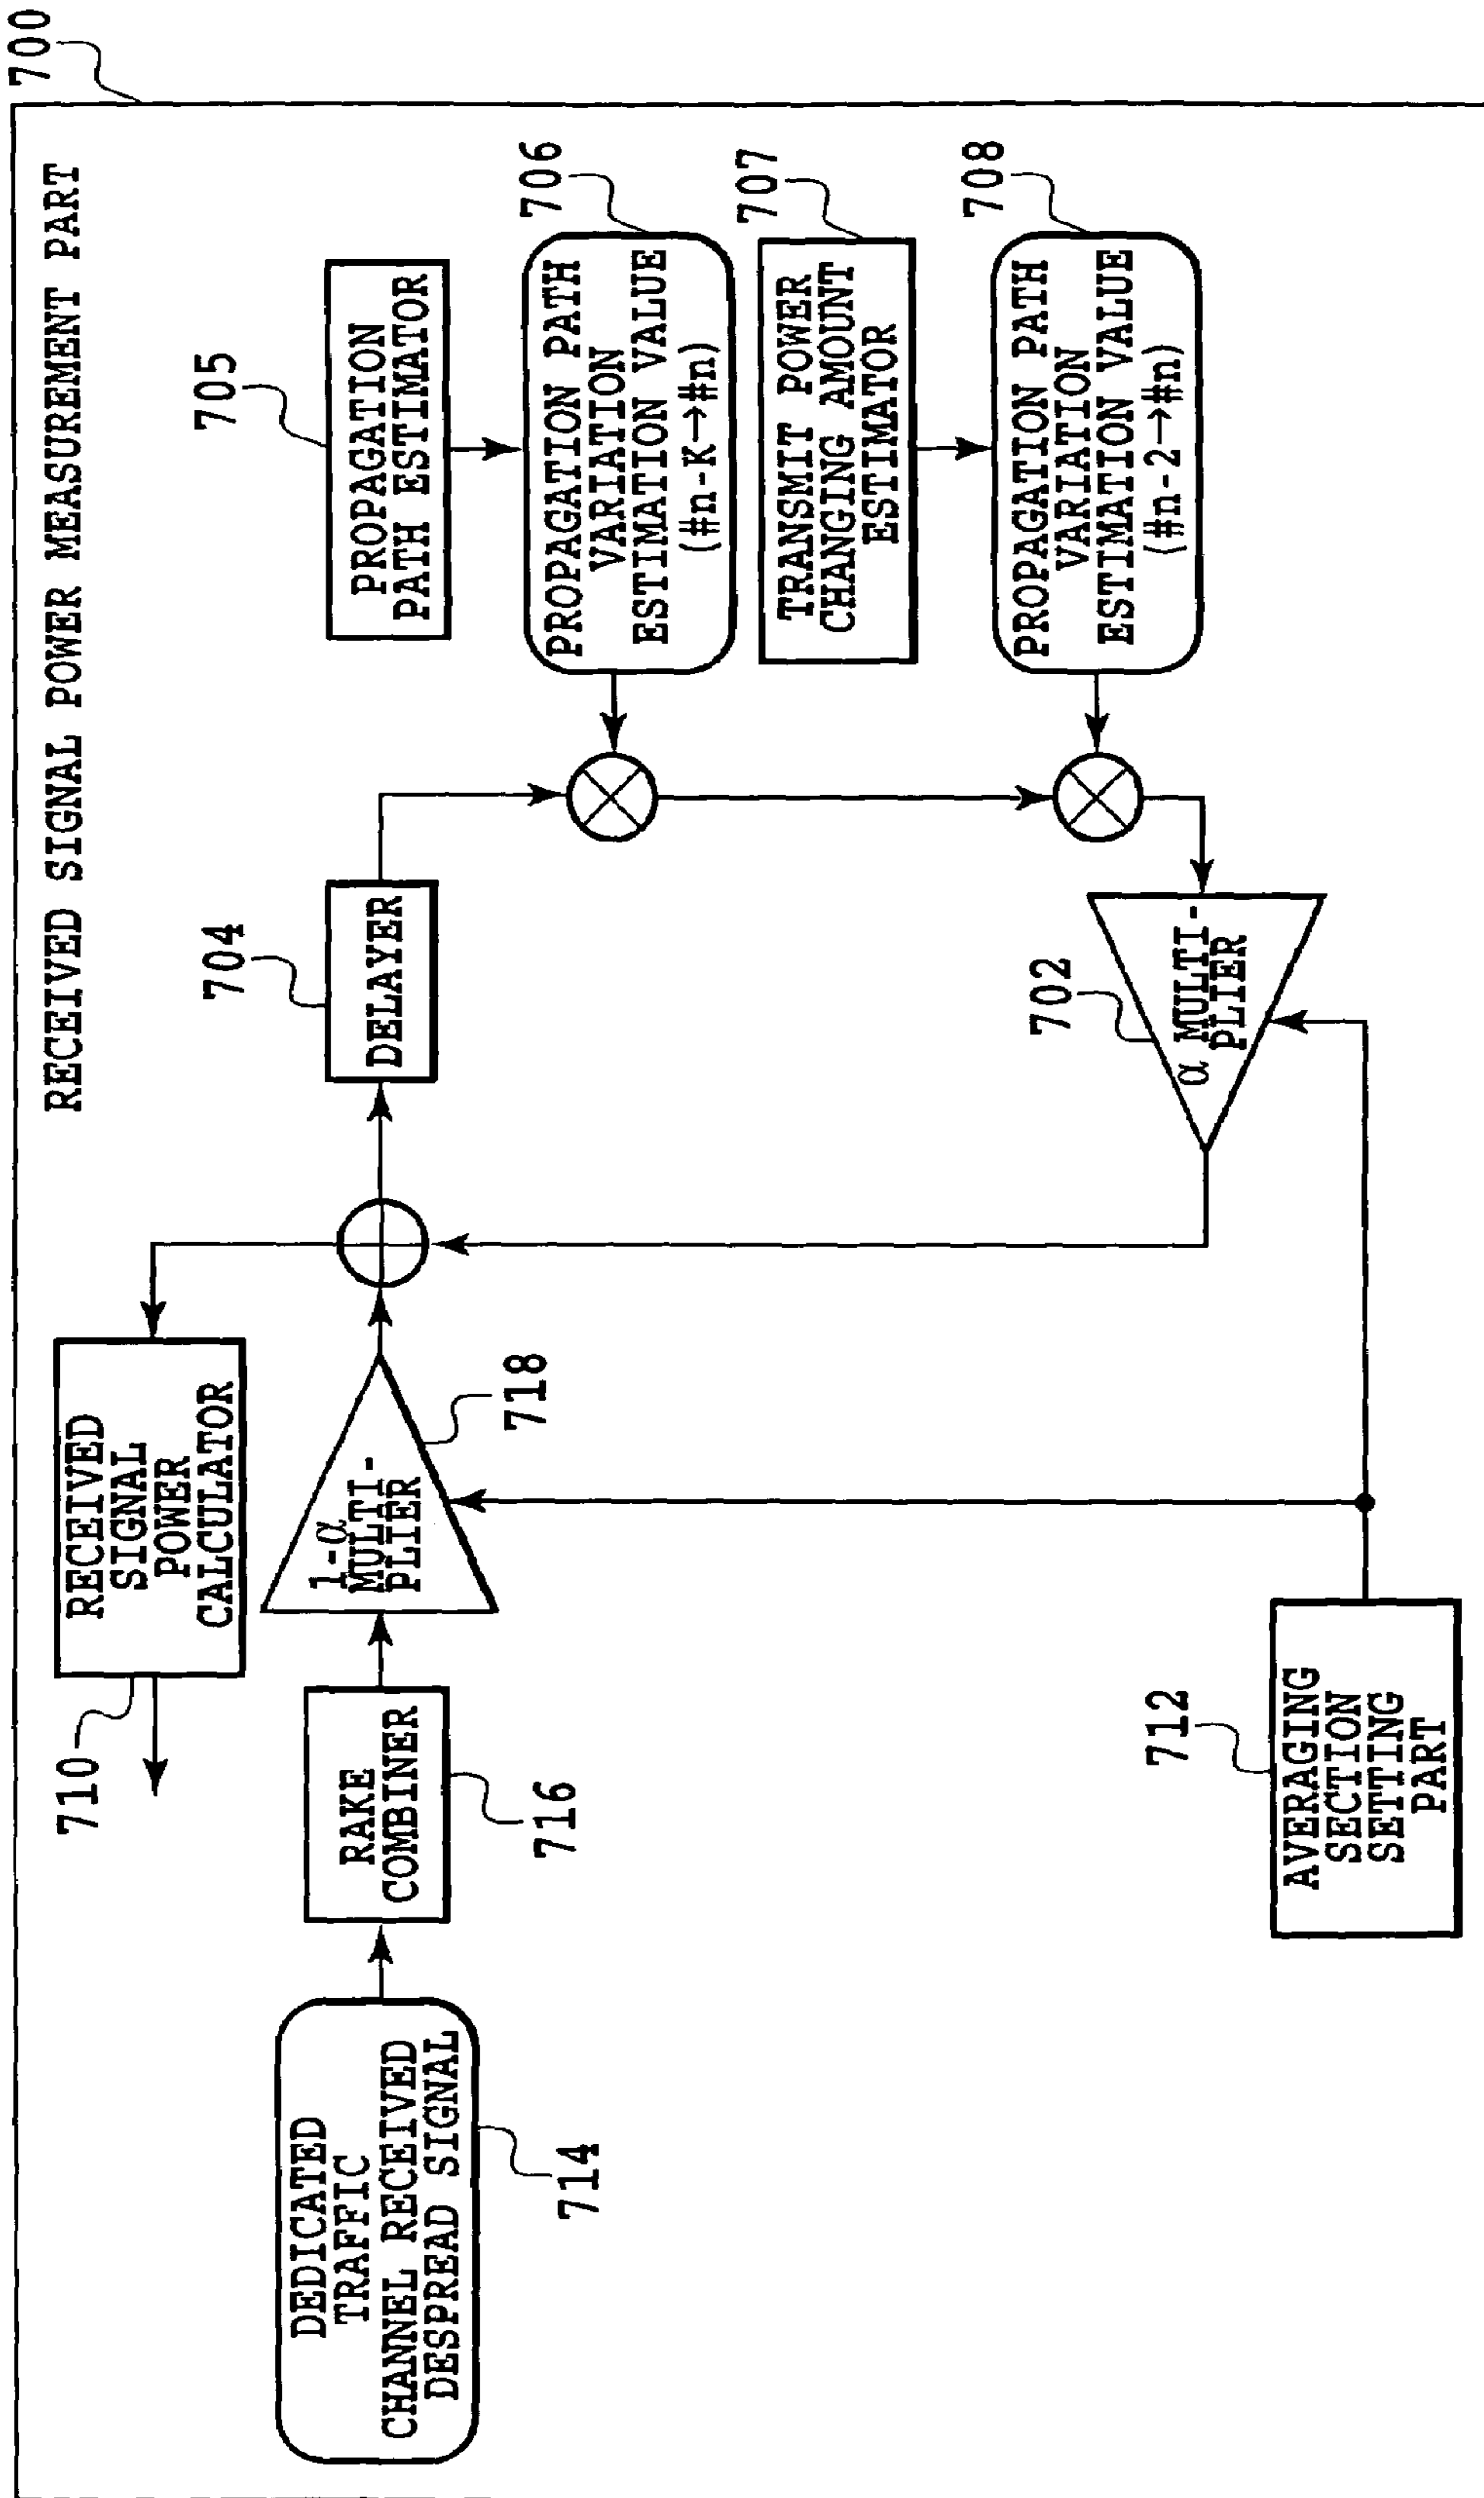 700
RECEIVED SIGNAL POWER MEASUREMENT PART
710
RECEIVED
SIGNAL
POWER
CALCULATOR
704
DELAYER
705
PROPAGATION
PATH ESTIMATOR
DEDICATED
TRAFFIC
CHANNEL RECEIVED
DESPREAD SIGNAL
714
RAKE
COMBINER
716
1-α
MULTI-
PLIER
718
706
PROPAGATION PATH
VARIATION
ESTIMATION VALUE
(#n-K→#n)
707
TRANSMIT POWER
CHANGING AMOUNT
ESTIMATOR
708
PROPAGATION PATH
VARIATION
ESTIMATION VALUE
(#n-2→#n)
702
α MULTI-
PLIER
712
AVERAGING
SECTION
SETTING
PART